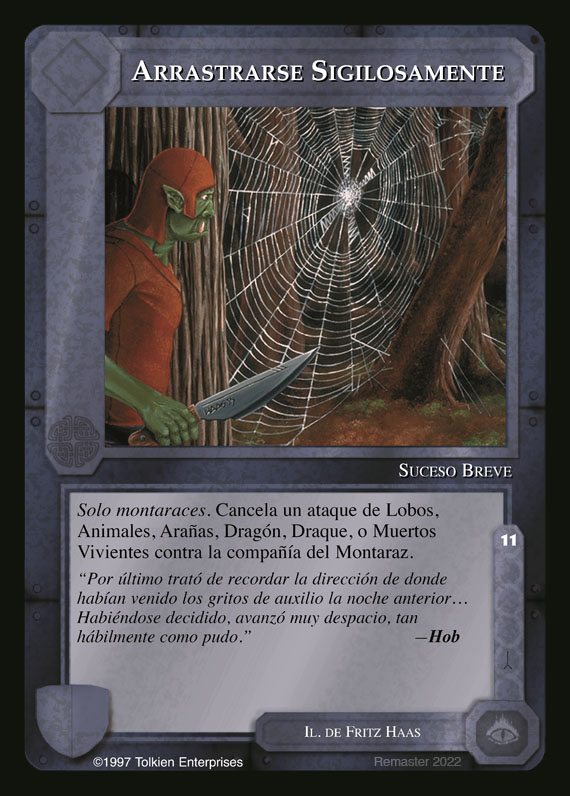 Arrastrarse Sigilosamente
Suceso Breve
Solo montaraces. Cancela un ataque de Lobos,
Animales, Arañas, Dragón, Draque, o Muertos
Vivientes contra la compañía del Montaraz.
“Por último trató de recordar la dirección de donde
habían venido los gritos de auxilio la noche anterior…
Habiéndose decidido, avanzó muy despacio, tan
hábilmente como pudo.” –Hob
11
Il. de Fritz Haas
©1997 Tolkien Enterprises
Remaster 2022